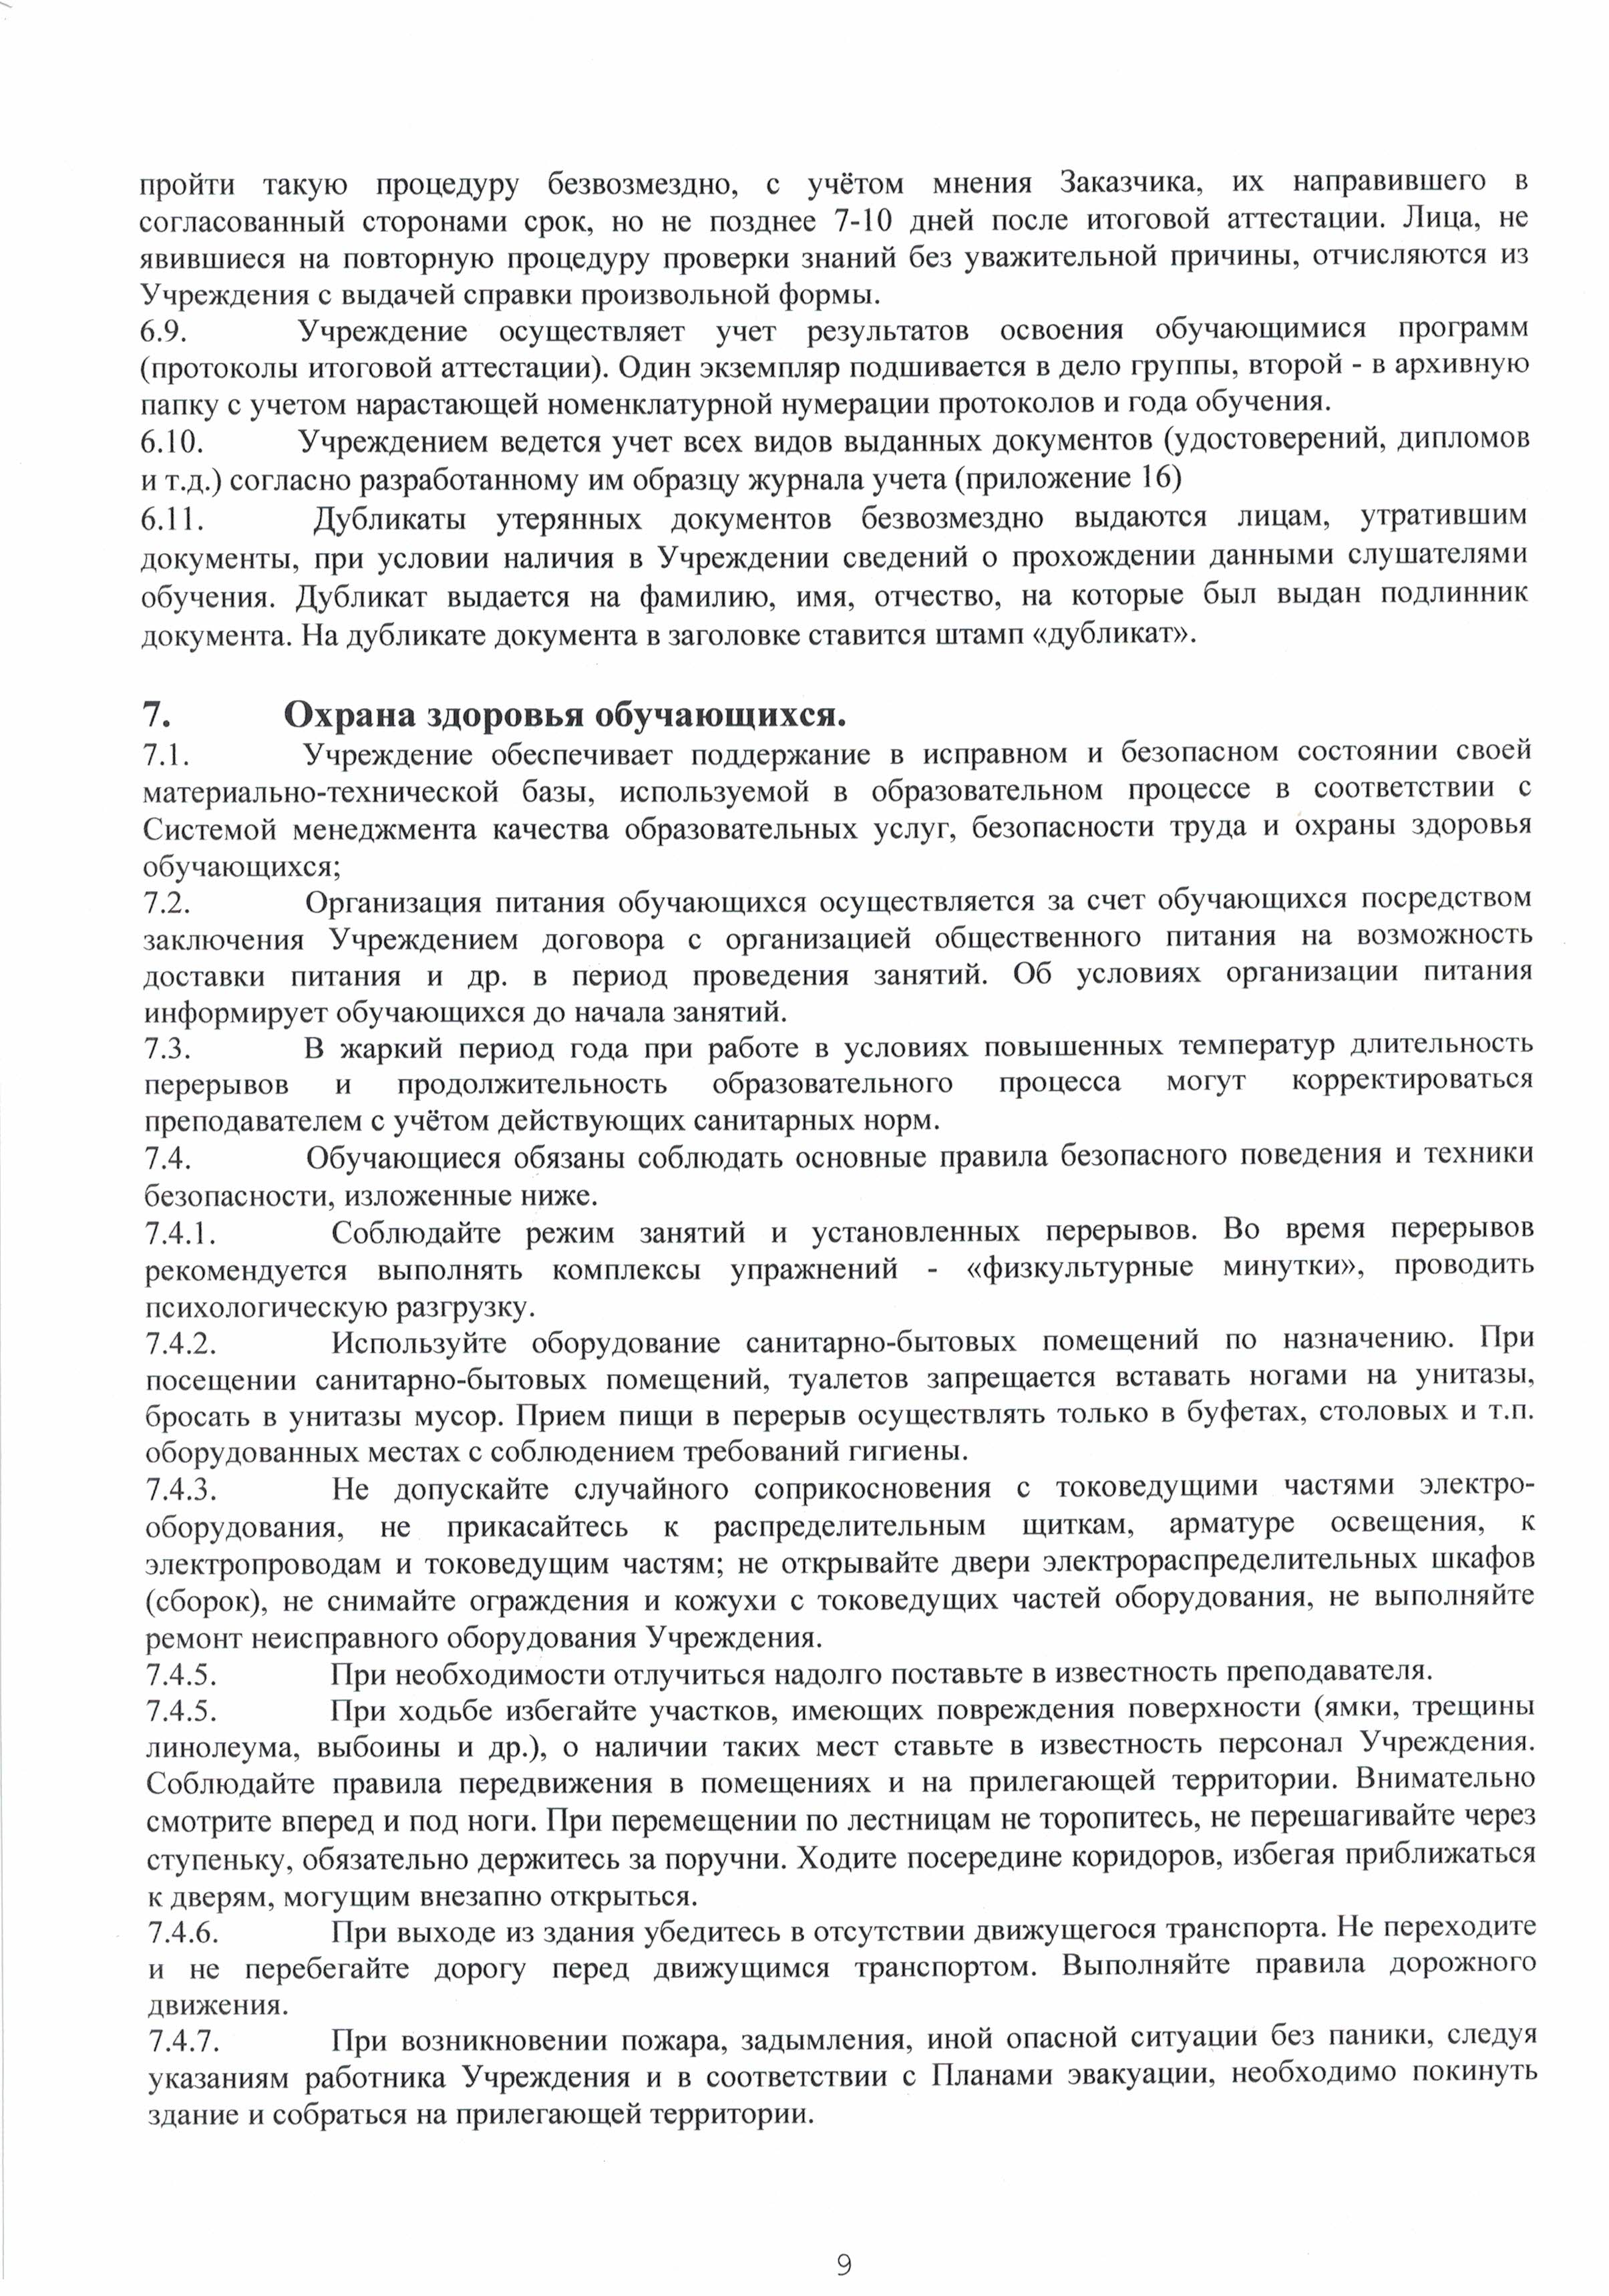 пройти такую процедуру безвозмездно, с учётом мнения Заказчика, их направившего в
согласованный сторонами срок, но не позднее 7-10 дней после итоговой аттестации. Лица, не
явившиеся на повторную процедуру проверки знаний без уважительной причины, отчисляются из
Учреждения с выдачей справки произвольной формы.
6.9. Учреждение осуществляет учет результатов освоения обучающимися программ
(протоколы итоговой аттестации). Один экземпляр подшивается в дело группы, второй - в архивную
папку с учетом нарастающей номенклатурной нумерации протоколов и года обучения.
6.10. Учреждением ведется учет всех видов выданных документов (удостоверений, дипломов
и т.д.) согласно разработанному им образцу журнала учета (приложение 16)
6.11. Дубликаты утерянных документов безвозмездно выдаются лицам, утратившим
документы, при условии наличия в Учреждении сведений о прохождении данными слушателями
обучения. Дубликат выдается на фамилию, имя, отчество, на которые был выдан подлинник
документа. На дубликате документа в заголовке ставится штамп «дубликат».
7. Охрана здоровья обучающихся.
7.1. Учреждение обеспечивает поддержание в исправном и безопасном состоянии своей
материально-технической базы, используемой в образовательном процессе в соответствии с
Системой менеджмента качества образовательных услуг, безопасности труда и охраны здоровья
обучающихся;
7.2. Организация питания обучающихся осуществляется за счет обучающихся посредством
заключения Учреждением договора с организацией общественного питания на возможность
доставки питания и др. в период проведения занятий. Об условиях организации питания
информирует обучающихся до начала занятий.
7.3. В жаркий период года при работе в условиях повышенных температур длительность
перерывов и продолжительность образовательного процесса могут корректироваться
преподавателем с учётом действующих санитарных норм.
7.4. Обучающиеся обязаны соблюдать основные правила безопасного поведения и техники
безопасности, изложенные ниже.
7.4.1. Соблюдайте режим занятий и установленных перерывов. Во время перерывов
рекомендуется выполнять комплексы упражнений - «физкультурные минутки», проводить
психологическую разгрузку.
7.4.2. Используйте оборудование санитарно-бытовых помещений по назначению. При
посещении санитарно-бытовых помещений, туалетов запрещается вставать ногами на унитазы,
бросать в унитазы мусор. Прием пищи в перерыв осуществлять только в буфетах, столовых и т.п.
оборудованных местах с соблюдением требований гигиены.
7.4.3. Не допускайте случайного соприкосновения с токоведущими частями электро-
оборудования, не прикасайтесь к распределительным щиткам, арматуре освещения, к
электропроводам и токоведущим частям; не открывайте двери электрораспределительных шкафов
(сборок), не снимайте ограждения и кожухи с токоведущих частей оборудования, не выполняйте
ремонт неисправного оборудования Учреждения.
7.4.5. При необходимости отлучиться надолго поставьте в известность преподавателя.
7.4.5. При ходьбе избегайте участков, имеющих повреждения поверхности (ямки, трещины
линолеума, выбоины и др.), о наличии таких мест ставьте в известность персонал Учреждения.
Соблюдайте правила передвижения в помещениях и на прилегающей территории. Внимательно
смотрите вперед и под ноги. При перемещении по лестницам не торопитесь, не перешагивайте через
ступеньку, обязательно держитесь за поручни. Ходите посередине коридоров, избегая приближаться
к дверям, могущим внезапно открыться.
7.4.6. При выходе из здания убедитесь в отсутствии движущегося транспорта. Не переходите
и не перебегайте дорогу перед движущимся транспортом. Выполняйте правила дорожного
движения.
7.4.7. При возникновении пожара, задымления, иной опасной ситуации без паники, следуя
указаниям работника Учреждения и в соответствии с Планами эвакуации, необходимо покинуть
здание и собраться на прилегающей территории.
9